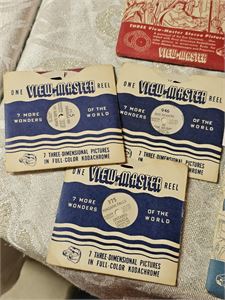 THREE View-Master Stereo Pictures
VIEW-MASTER
ONE VIEW-MASTER REEL
7 MORE WONDERS OF THE WORLD
7 THREE-DIMENSIONAL PICTURES
IN FULL-COLOR KODACHROME
ONE VIEW-MASTER REEL
940
7 MORE WONDERS OF THE WORLD
7 THREE-DIMENSIONAL PICTURES
IN FULL-COLOR KODACHROME
ONE VIEW-MASTER REEL
375
7 MORE WONDERS OF THE WORLD
7 THREE-DIMENSIONAL PICTURES
IN FULL-COLOR KODACHROME